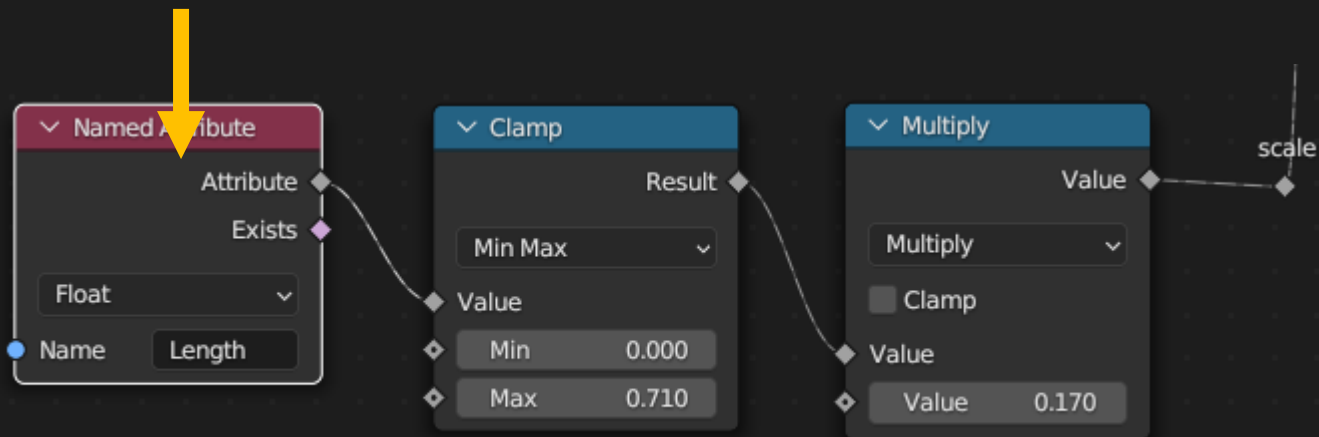 Named Attribute
Attribute
Exists
Float
Name Length
Clamp
Result
Min Max
Value
Min 0.000
Max 0.710
Multiply
Value
Multiply
Clamp
Value
Value 0.170
scale